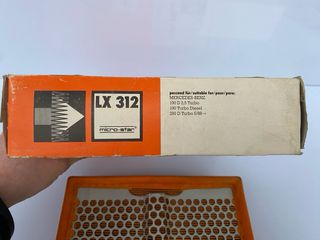 LX 312
micro-star
passend für/suitable for/pour/para:
MERCEDES-BENZ
190 D 2,5 Turbo
190 Turbo Diesel
250 D Turbo 5/88→